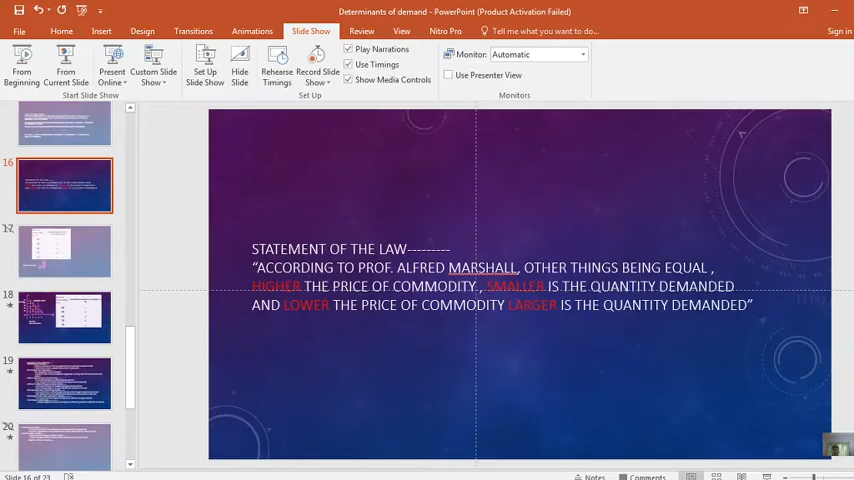 Determinants of demand - PowerPoint (Product Activation Failed)
File Home Insert Design Transitions Animations Slide Show Review View Nitro Pro Tell me what you want to do... Sign in
From Beginning
From Current Slide
Present Online
Custom Slide Show
Set Up Slide Show
Hide Slide
Rehearse Timings
Record Slide Show
Play Narrations
Use Timings
Show Media Controls
Monitor: Automatic
Use Presenter View
Start Slide Show
Set Up
Monitors
16
17
18
19
20
STATEMENT OF THE LAW---------
“ACCORDING TO PROF. ALFRED MARSHALL, OTHER THINGS BEING EQUAL ,
HIGHER THE PRICE OF COMMODITY , SMALLER IS THE QUANTITY DEMANDED
AND LOWER THE PRICE OF COMMODITY LARGER IS THE QUANTITY DEMANDED”
Slide 16 of 23
Notes
Comments